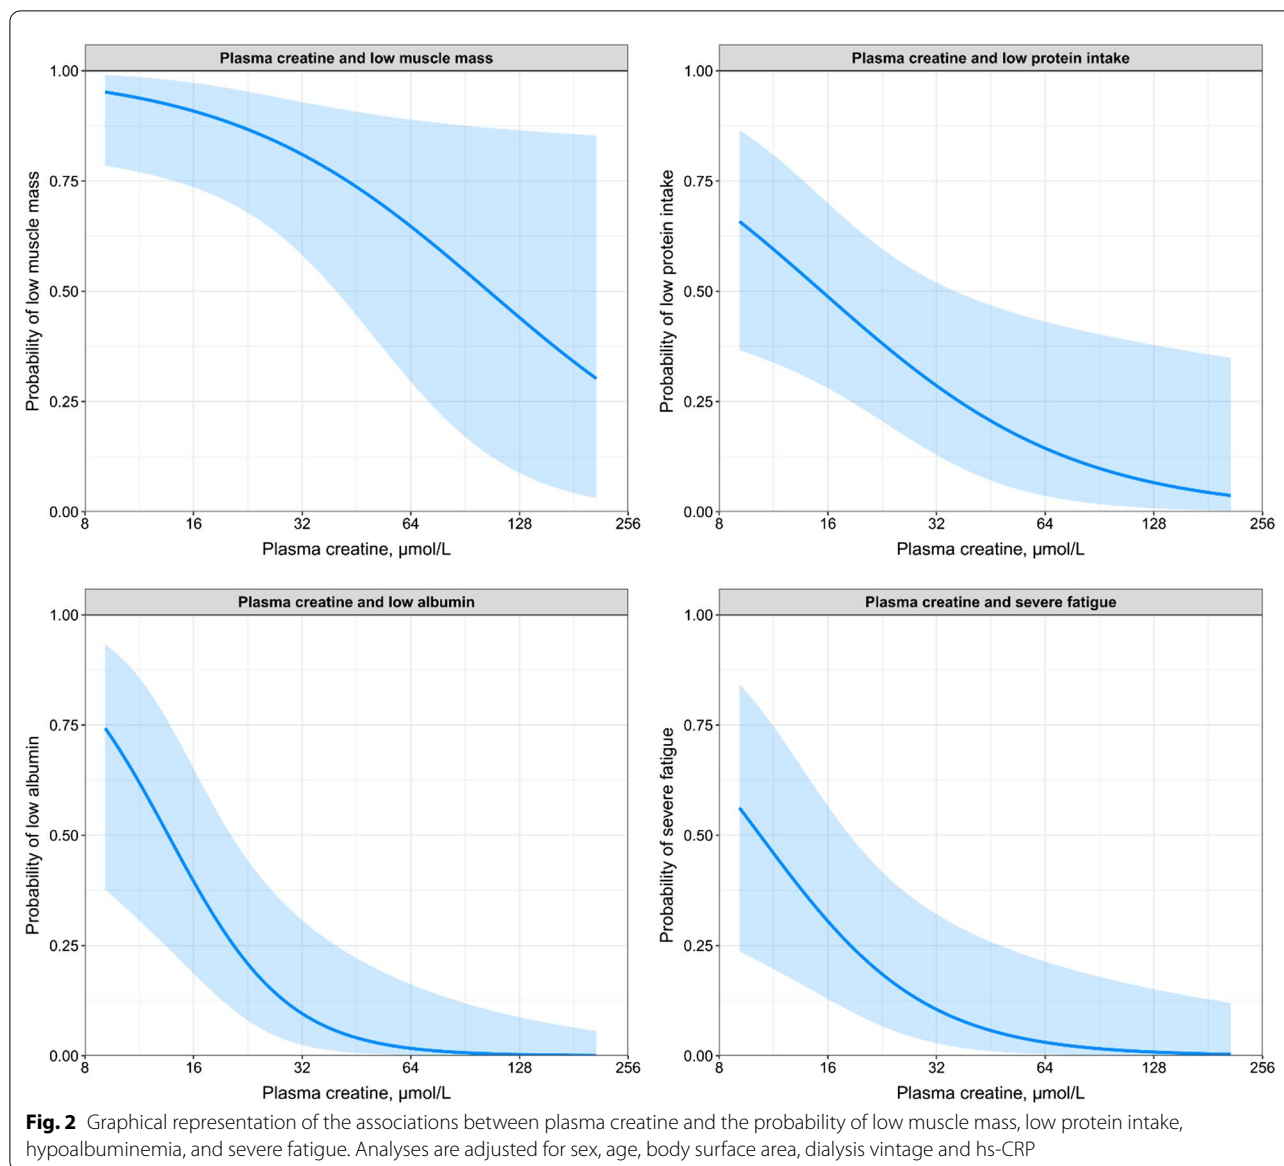 Plasma creatine and low muscle mass
1.00
0.75
0.50
0.25
0.00
8 16 32 64 128 256
Probability of low muscle mass
Plasma creatine, µmol/L
Plasma creatine and low protein intake
1.00
0.75
0.50
0.25
0.00
8 16 32 64 128 256
Probability of low protein intake
Plasma creatine, µmol/L
Plasma creatine and low albumin
1.00
0.75
0.50
0.25
0.00
8 16 32 64 128 256
Probability of low albumin
Plasma creatine, µmol/L
Plasma creatine and severe fatigue
1.00
0.75
0.50
0.25
0.00
8 16 32 64 128 256
Probability of severe fatigue
Plasma creatine, µmol/L
Fig. 2 Graphical representation of the associations between plasma creatine and the probability of low muscle mass, low protein intake,
hypoalbuminemia, and severe fatigue. Analyses are adjusted for sex, age, body surface area, dialysis vintage and hs-CRP